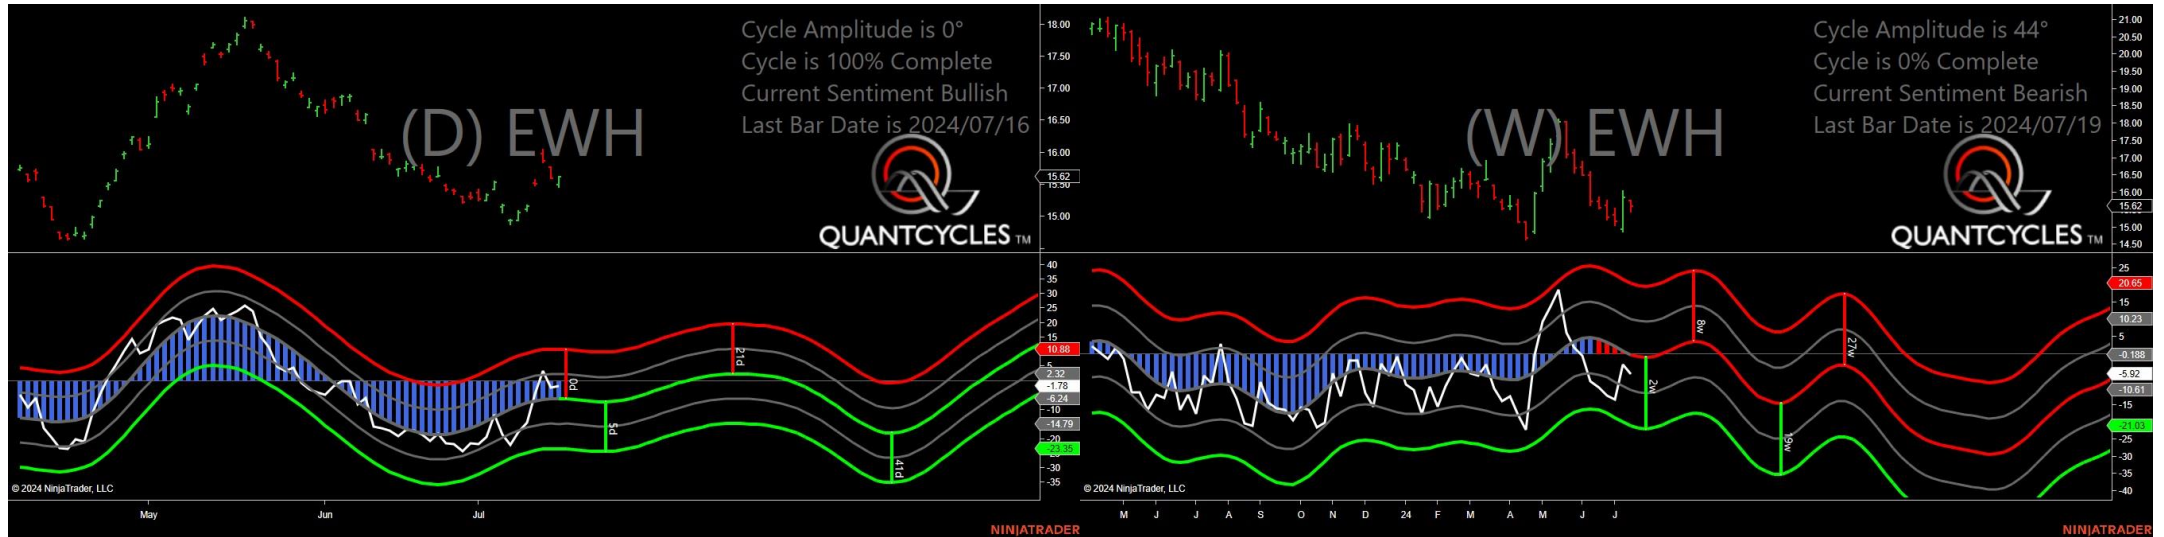 Cycle Amplitude is 0°
Cycle is 100% Complete
Current Sentiment Bullish
Last Bar Date is 2024/07/16
(D) EWH
QUANTCYCLES TM
18.00
17.50
17.00
16.50
16.00
15.62
15.50
15.00
40
35
30
25
20
15
10.88
5
2.32
-1.78
-6.24
-10
-14.79
-20
-23.35
-30
-35
0d
5d
21d
41d
© 2024 NinjaTrader, LLC
May
Jun
Jul
NINJATRADER
Cycle Amplitude is 44°
Cycle is 0% Complete
Current Sentiment Bearish
Last Bar Date is 2024/07/19
(W) EWH
QUANTCYCLES TM
21.00
20.50
20.00
19.50
19.00
18.50
18.00
17.50
17.00
16.50
16.00
15.62
15.00
14.50
25
20.65
15
10.23
5
-0.188
-5.92
-10.61
-15
-21.03
-25
-30
-35
-40
2w
8w
19w
27w
© 2024 NinjaTrader, LLC
M
J
J
A
S
O
N
D
24
F
M
A
M
J
J
NINJATRADER